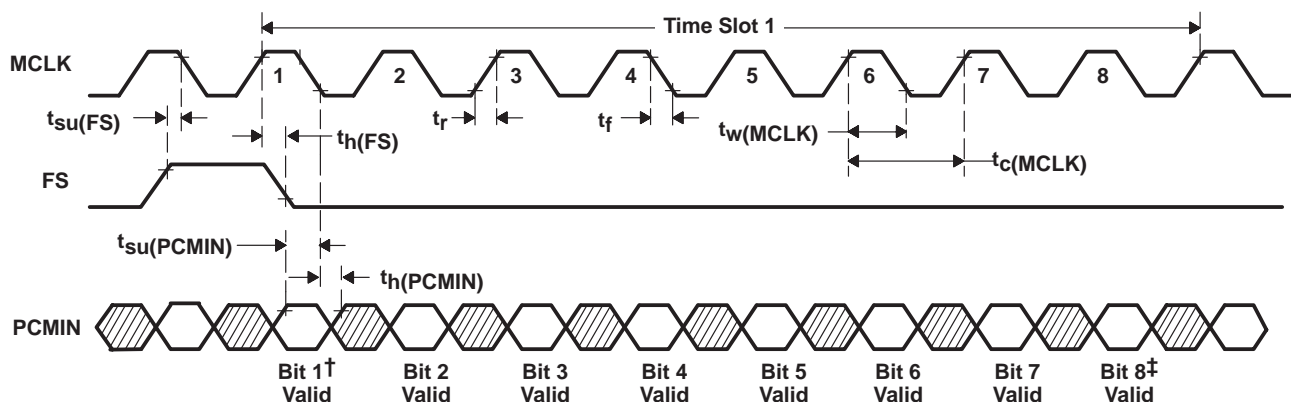 Time Slot 1
MCLK
1 2 3 4 5 6 7 8
tsu(FS)
th(FS)
tr
tf
tw(MCLK)
tc(MCLK)
FS
tsu(PCMIN)
th(PCMIN)
PCMIN
Bit 1† Bit 2 Bit 3 Bit 4 Bit 5 Bit 6 Bit 7 Bit 8‡
Valid Valid Valid Valid Valid Valid Valid Valid